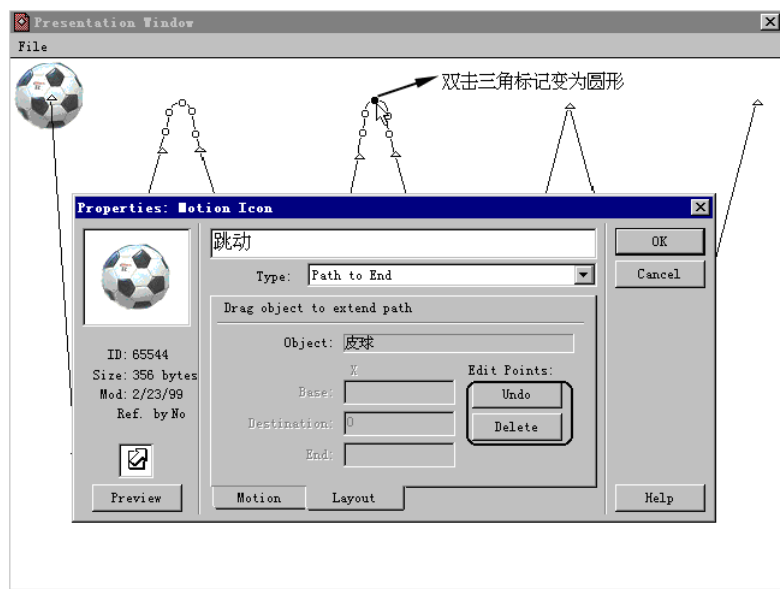 Presentation Window
File
双击三角标记变为圆形
Properties: Motion Icon
跳动
OK
Type: Path to End
Cancel
Drag object to extend path
Object: 皮球
ID: 65544
Size: 356 bytes
Mod: 2/23/99
Ref. by No
X
Edit Points:
Base:
Undo
Destination: 0
Delete
End:
Preview
Motion
Layout
Help